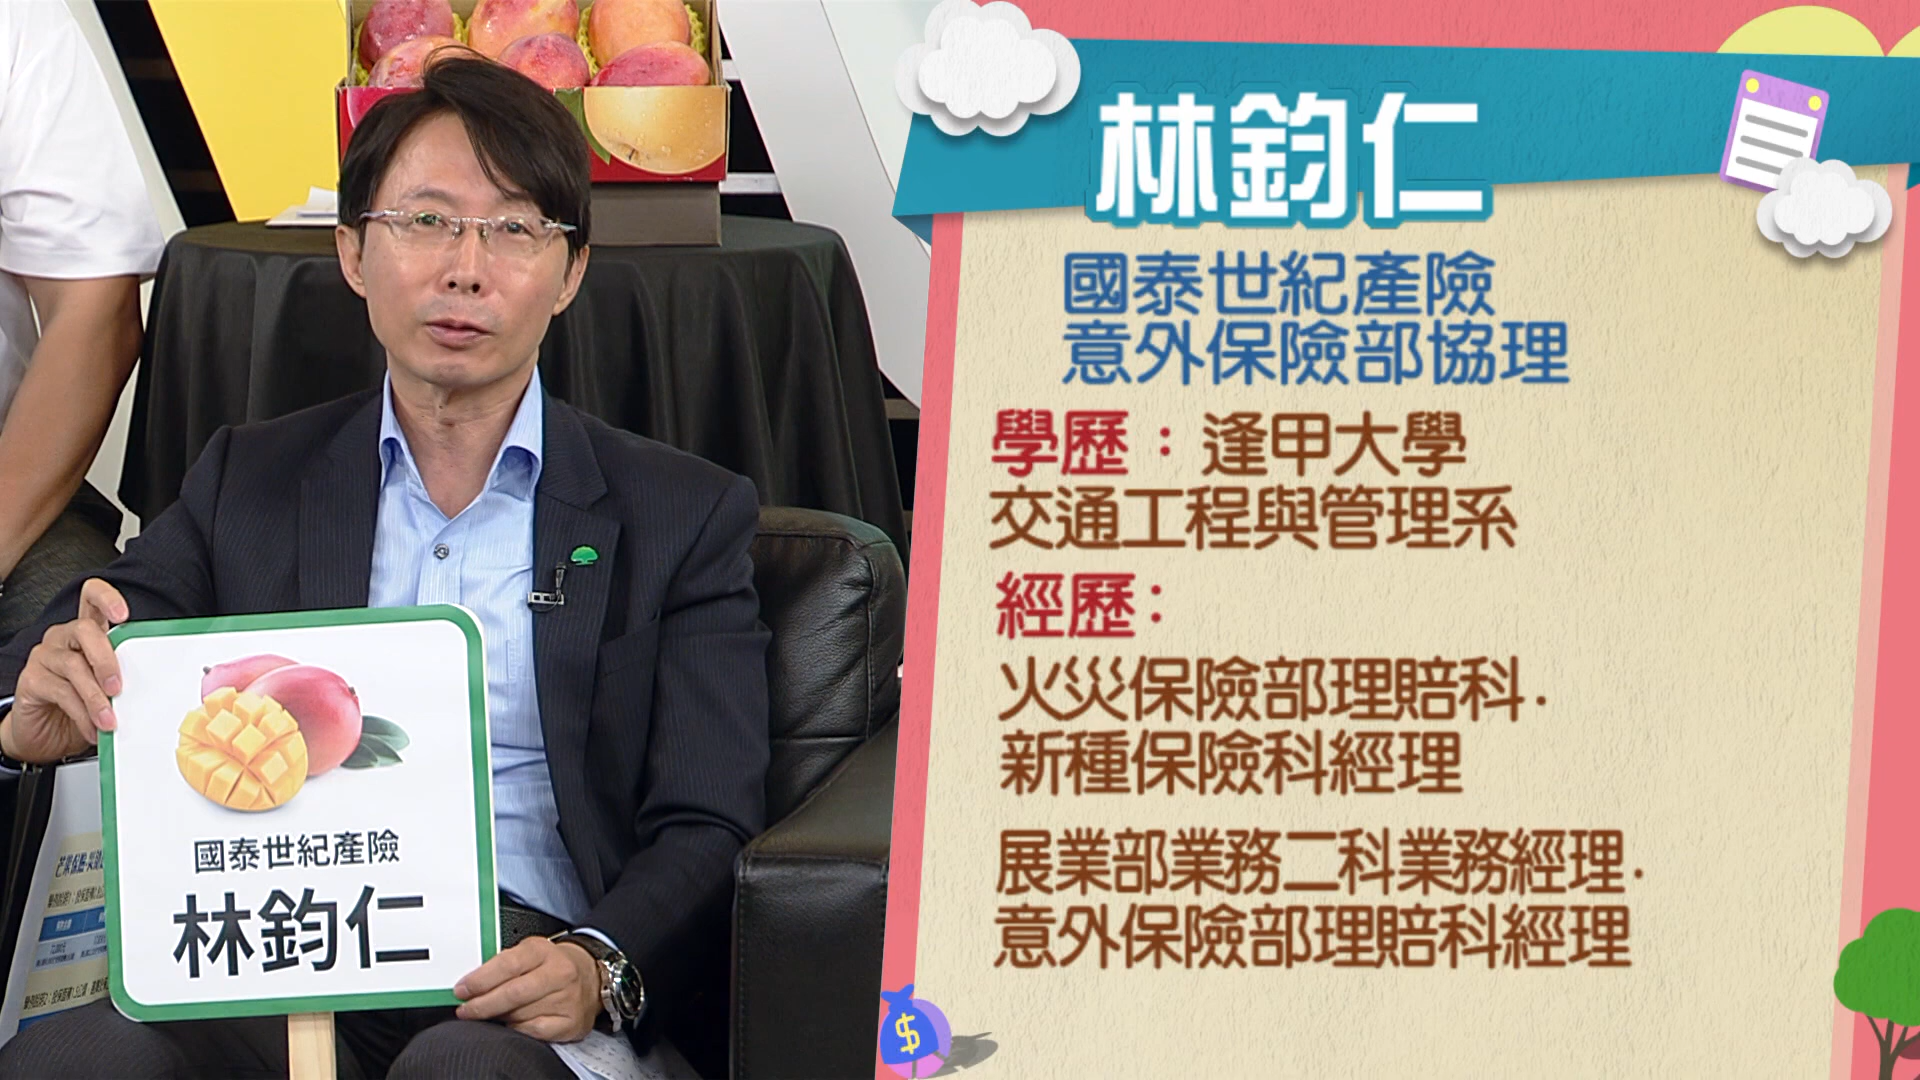 林鈞仁
國泰世紀產險
意外保險部協理
學歷：逢甲大學
交通工程與管理系
經歷：
火災保險部理賠科．
新種保險科經理
展業部業務二科業務經理．
意外保險部理賠科經理
國泰世紀產險
林鈞仁
$